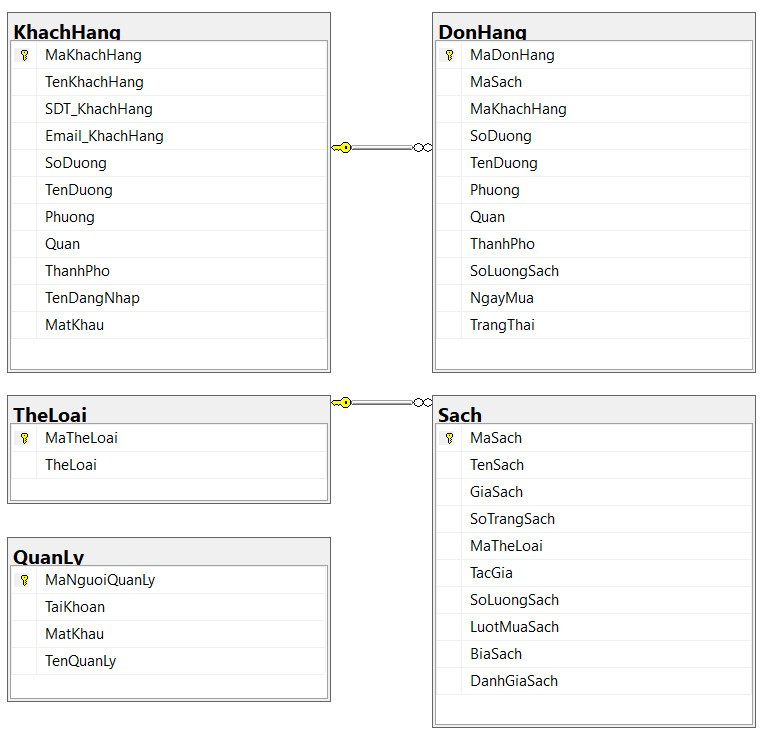 KhachHang
MaKhachHang
TenKhachHang
SDT_KhachHang
Email_KhachHang
SoDuong
TenDuong
Phuong
Quan
ThanhPho
TenDangNhap
MatKhau
DonHang
MaDonHang
MaSach
MaKhachHang
SoDuong
TenDuong
Phuong
Quan
ThanhPho
SoLuongSach
NgayMua
TrangThai
TheLoai
MaTheLoai
TheLoai
Sach
MaSach
TenSach
GiaSach
SoTrangSach
MaTheLoai
TacGia
SoLuongSach
LuotMuaSach
BiaSach
DanhGiaSach
QuanLy
MaNguoiQuanLy
TaiKhoan
MatKhau
TenQuanLy